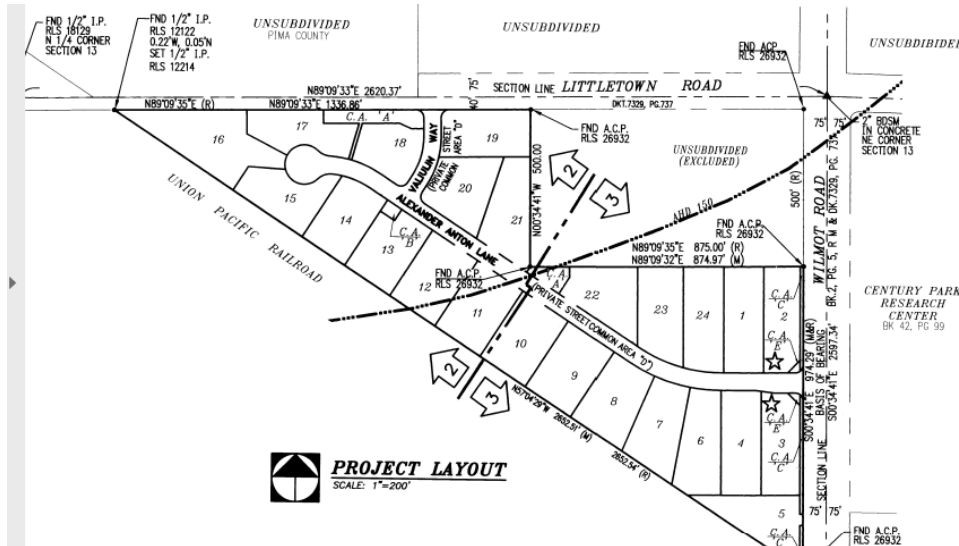 FND 1/2" I.P.
RLS 18129
N 1/4 CORNER
SECTION 13
FND 1/2" I.P.
RLS 12122
0.22'W, 0.05'N
SET 1/2" I.P.
RLS 12214
UNSUBDIVIDED
PIMA COUNTY
UNSUBDIVIDED
FND ACP
RLS 26932
UNSUBDIBIDED
N89°09'33"E 2620.37'
40'
75'
SECTION LINE
LITTLETOWN ROAD
N89°09'35"E (R)
N89°09'33"E 1336.86'
DKT.7329, PG.737
C.A. 'A'
17
16
18
19
VALIULIN WAY
(PRIVATE STREET
COMMON AREA "D")
FND A.C.P.
RLS 26932
UNSUBDIVIDED
(EXCLUDED)
75'
75'
2" BDSM
IN CONCRETE
NE CORNER
SECTION 13
UNION PACIFIC RAILROAD
15
14
13
C.A.
B
20
21
ALEXANDER ANTON LANE
N00°34'41"W 500.00
2
3
AHD 150
500' (R)
WILMOT ROAD
BK.2, PG. 5, R M & DK.7329, PG. 737
FND A.C.P.
RLS 26932
N89°09'35"E 875.00' (R)
N89°09'32"E 874.97' (M)
FND A.C.P.
RLS 26932
12
11
C.A.
A
(PRIVATE STREET COMMON AREA "D")
22
23
24
1
2
C.A.
C
C.A.
E
CENTURY PARK
RESEARCH
CENTER
BK 42, PG 99
10
9
8
7
6
4
3
C.A.
E
C.A.
C
S00°34'41"E 974.29' (M&R)
BASIS OF BEARING
S00°34'41"E 2597.34'
SECTION LINE
2
3
N57°04'29"W 2652.51' (M)
2652.54' (R)
5
75'
75'
C.A.
C
FND A.C.P.
RLS 26932
PROJECT LAYOUT
SCALE: 1"=200'